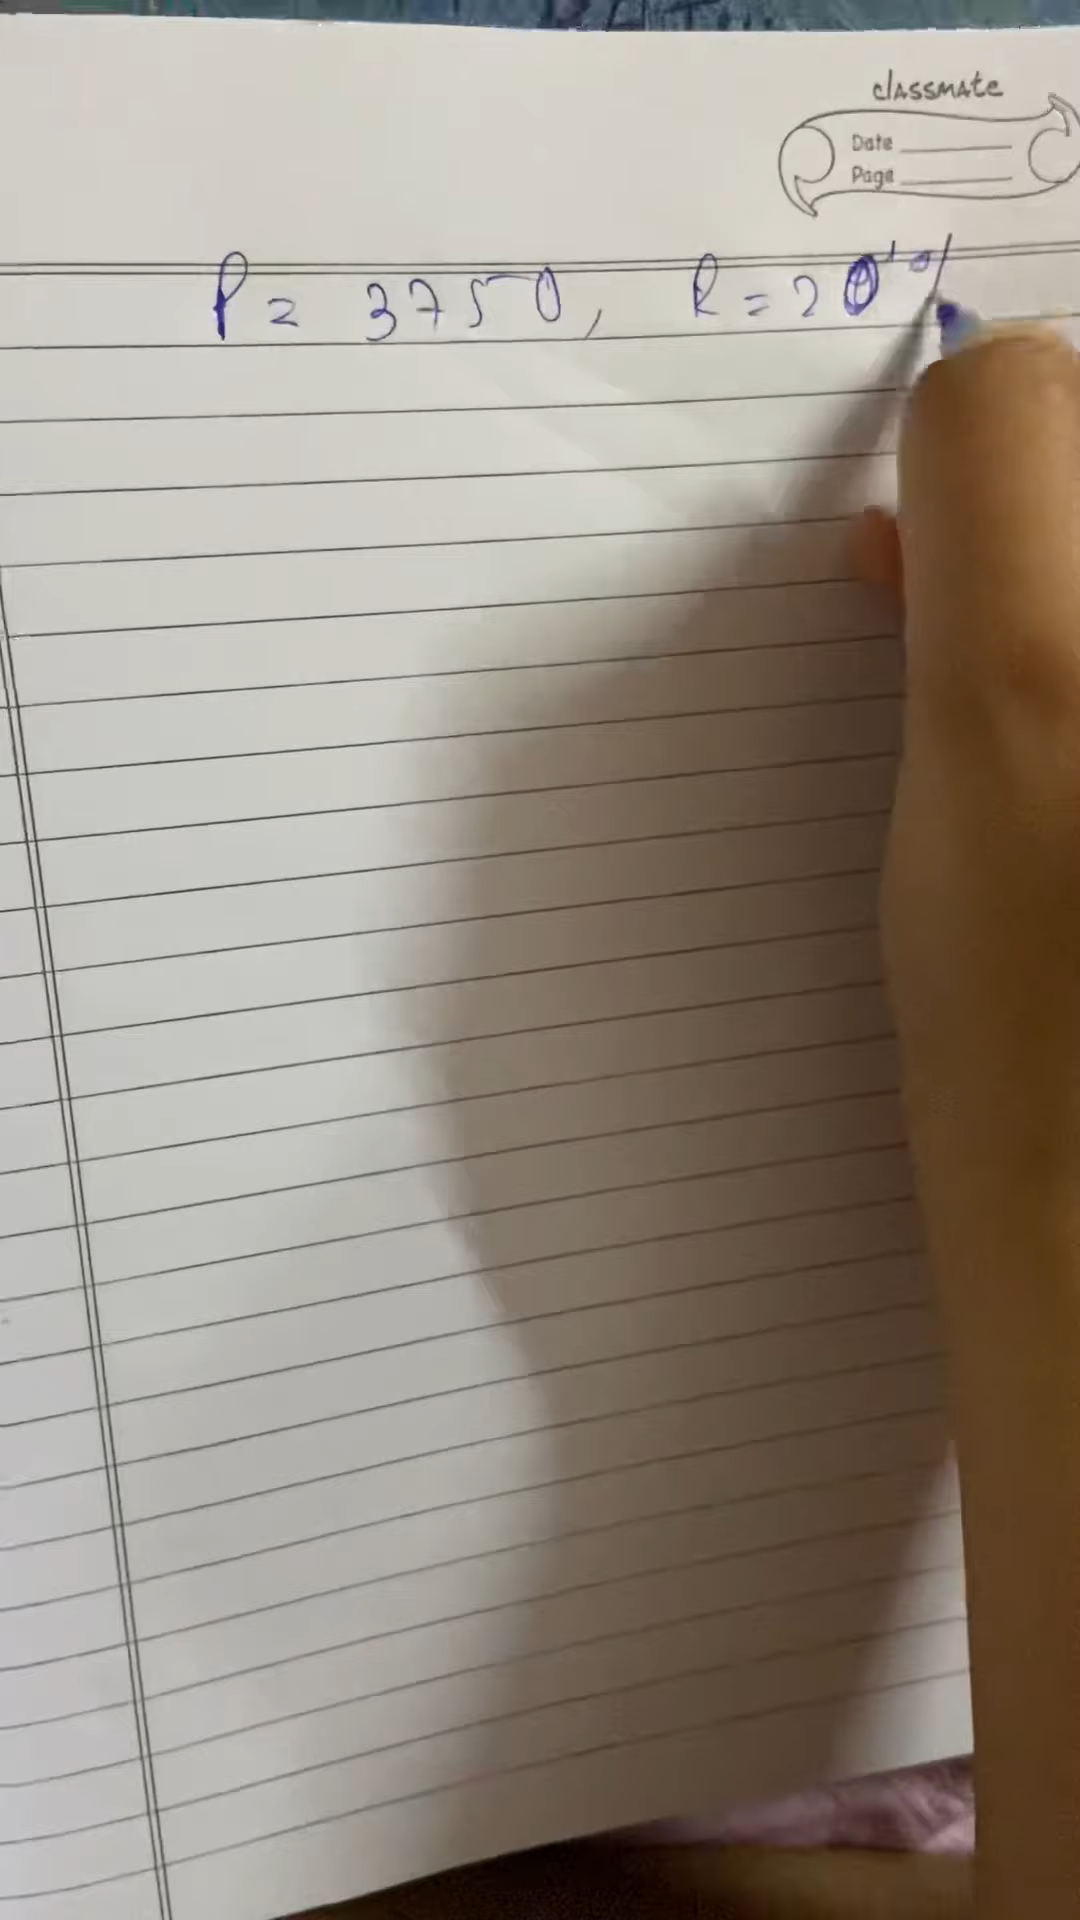 classmate
Date
Page
P = 3750, R = 20%